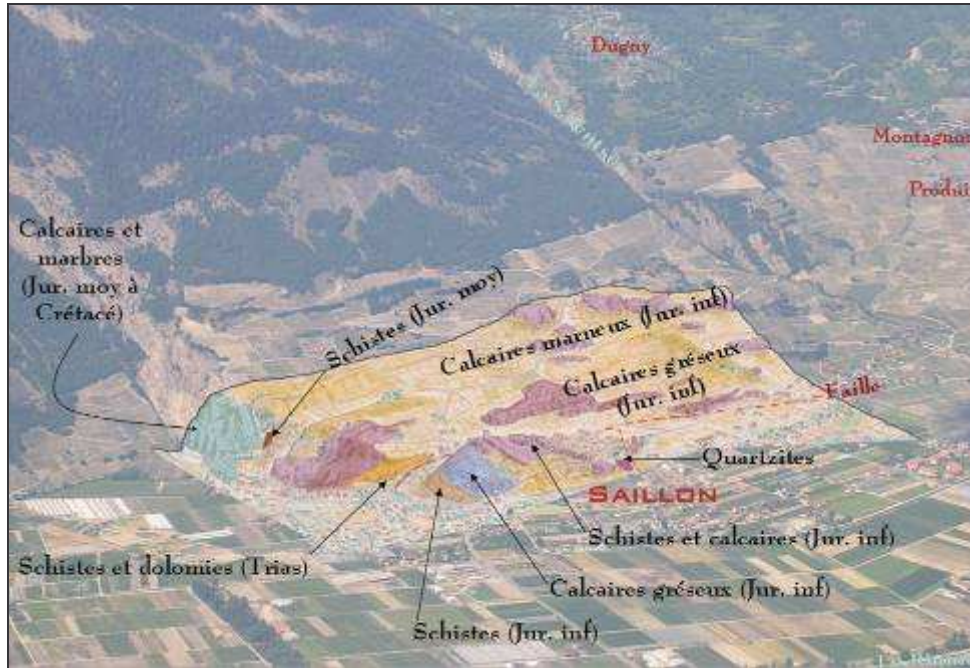 Dugny
Montagnon
Produi
Calcaires et
marbres
(Jur. moy à
Crétacé)
Schistes (Jur. moy)
Calcaires marneux (Jur. inf)
Calcaires gréseux
(Jur. inf)
Faille
Quartzites
SAILLON
Schistes et calcaires (Jur. inf)
Schistes et dolomies (Trias)
Calcaires gréseux (Jur. inf)
Schistes (Jur. inf)